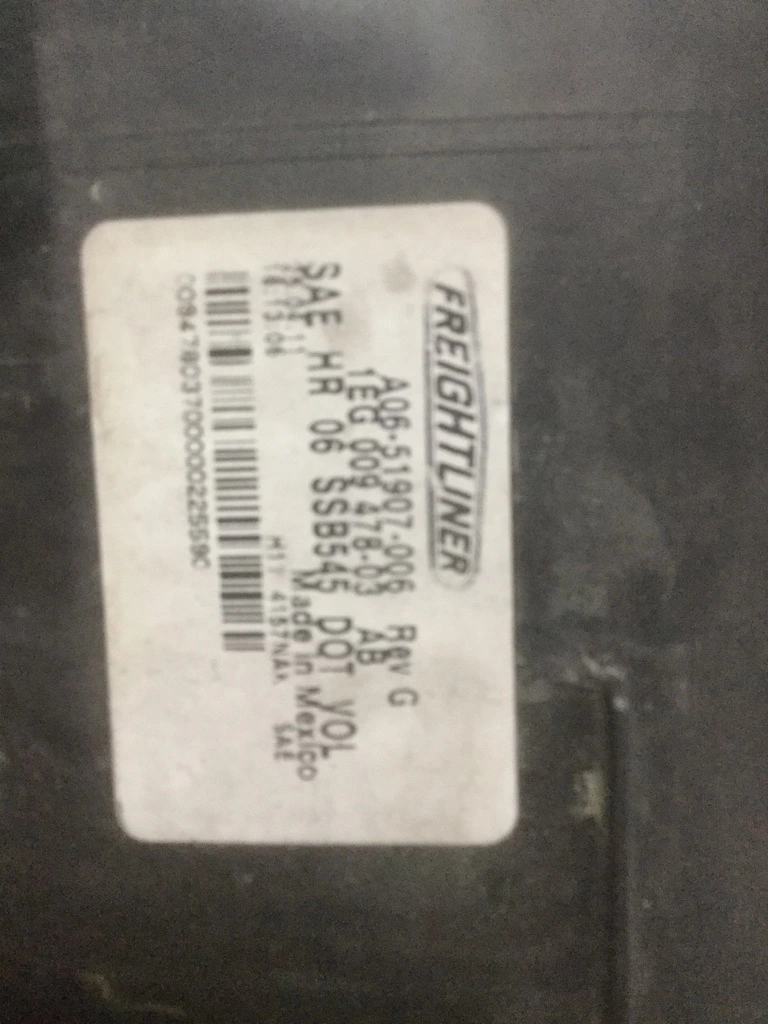 FREIGHTLINER
A06-51907-006 Rev G
1EG 009 478-03 AB
SAE HR 06 SSB545 DOT VOL
Made in Mexico
SAE